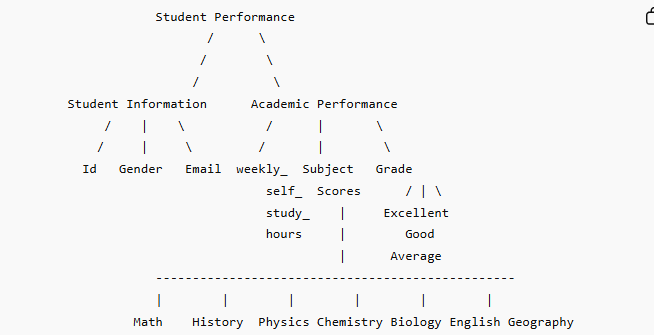 Student Performance
Student Information Academic Performance
Id Gender Email weekly_ Subject Grade
self_ Scores
study_ Excellent
hours Good
Average
Math History Physics Chemistry Biology English Geography